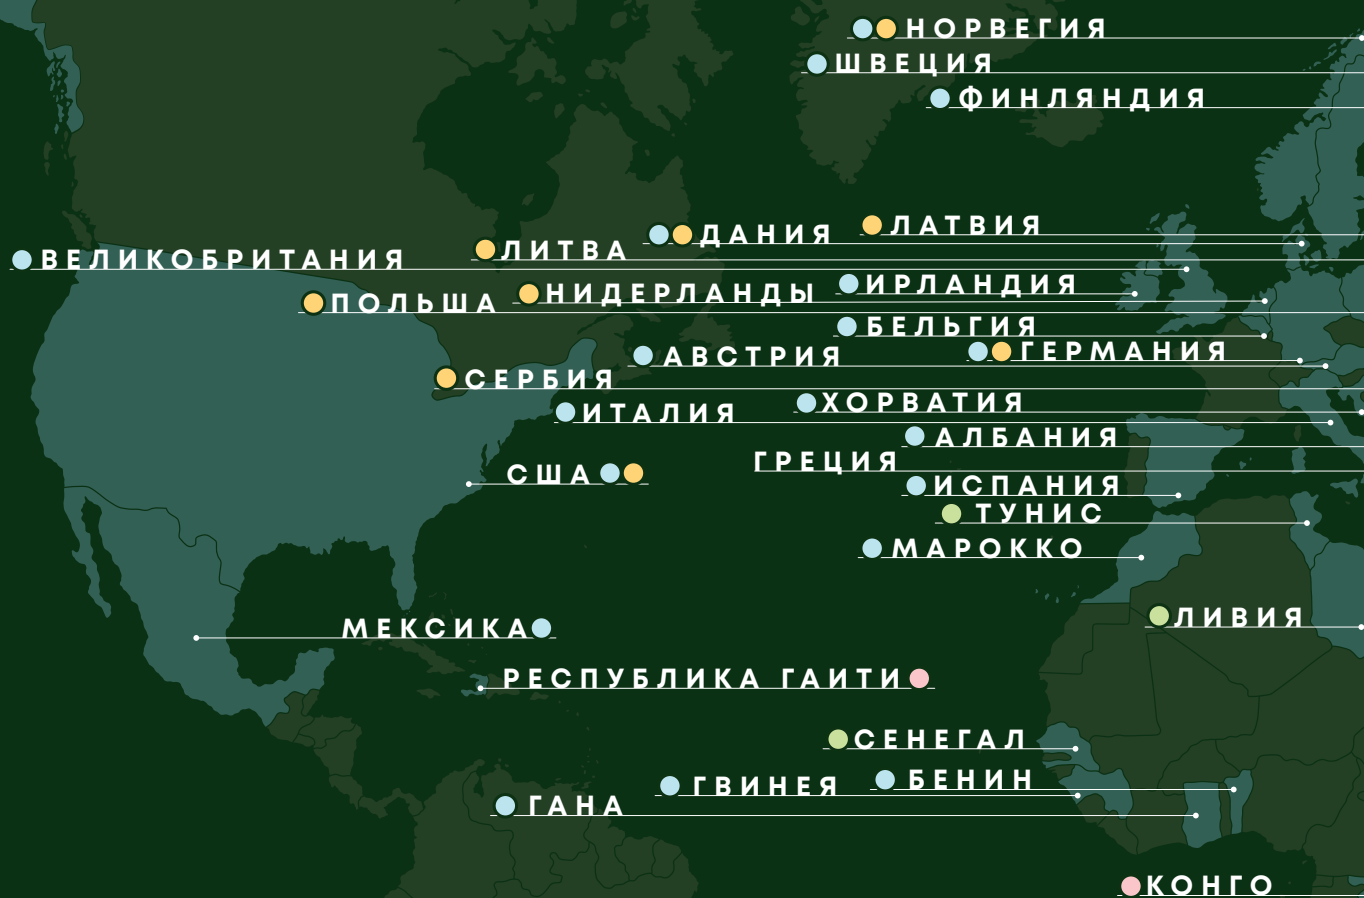 НОРВЕГИЯ
ШВЕЦИЯ
ФИНЛЯНДИЯ
ЛАТВИЯ
ДАНИЯ
ЛИТВА
ВЕЛИКОБРИТАНИЯ
ИРЛАНДИЯ
НИДЕРЛАНДЫ
ПОЛЬША
БЕЛЬГИЯ
ГЕРМАНИЯ
АВСТРИЯ
СЕРБИЯ
ХОРВАТИЯ
ИТАЛИЯ
АЛБАНИЯ
ГРЕЦИЯ
США
ИСПАНИЯ
ТУНИС
МАРОККО
ЛИВИЯ
МЕКСИКА
РЕСПУБЛИКА ГАИТИ
СЕНЕГАЛ
БЕНИН
ГВИНЕЯ
ГАНА
КОНГО